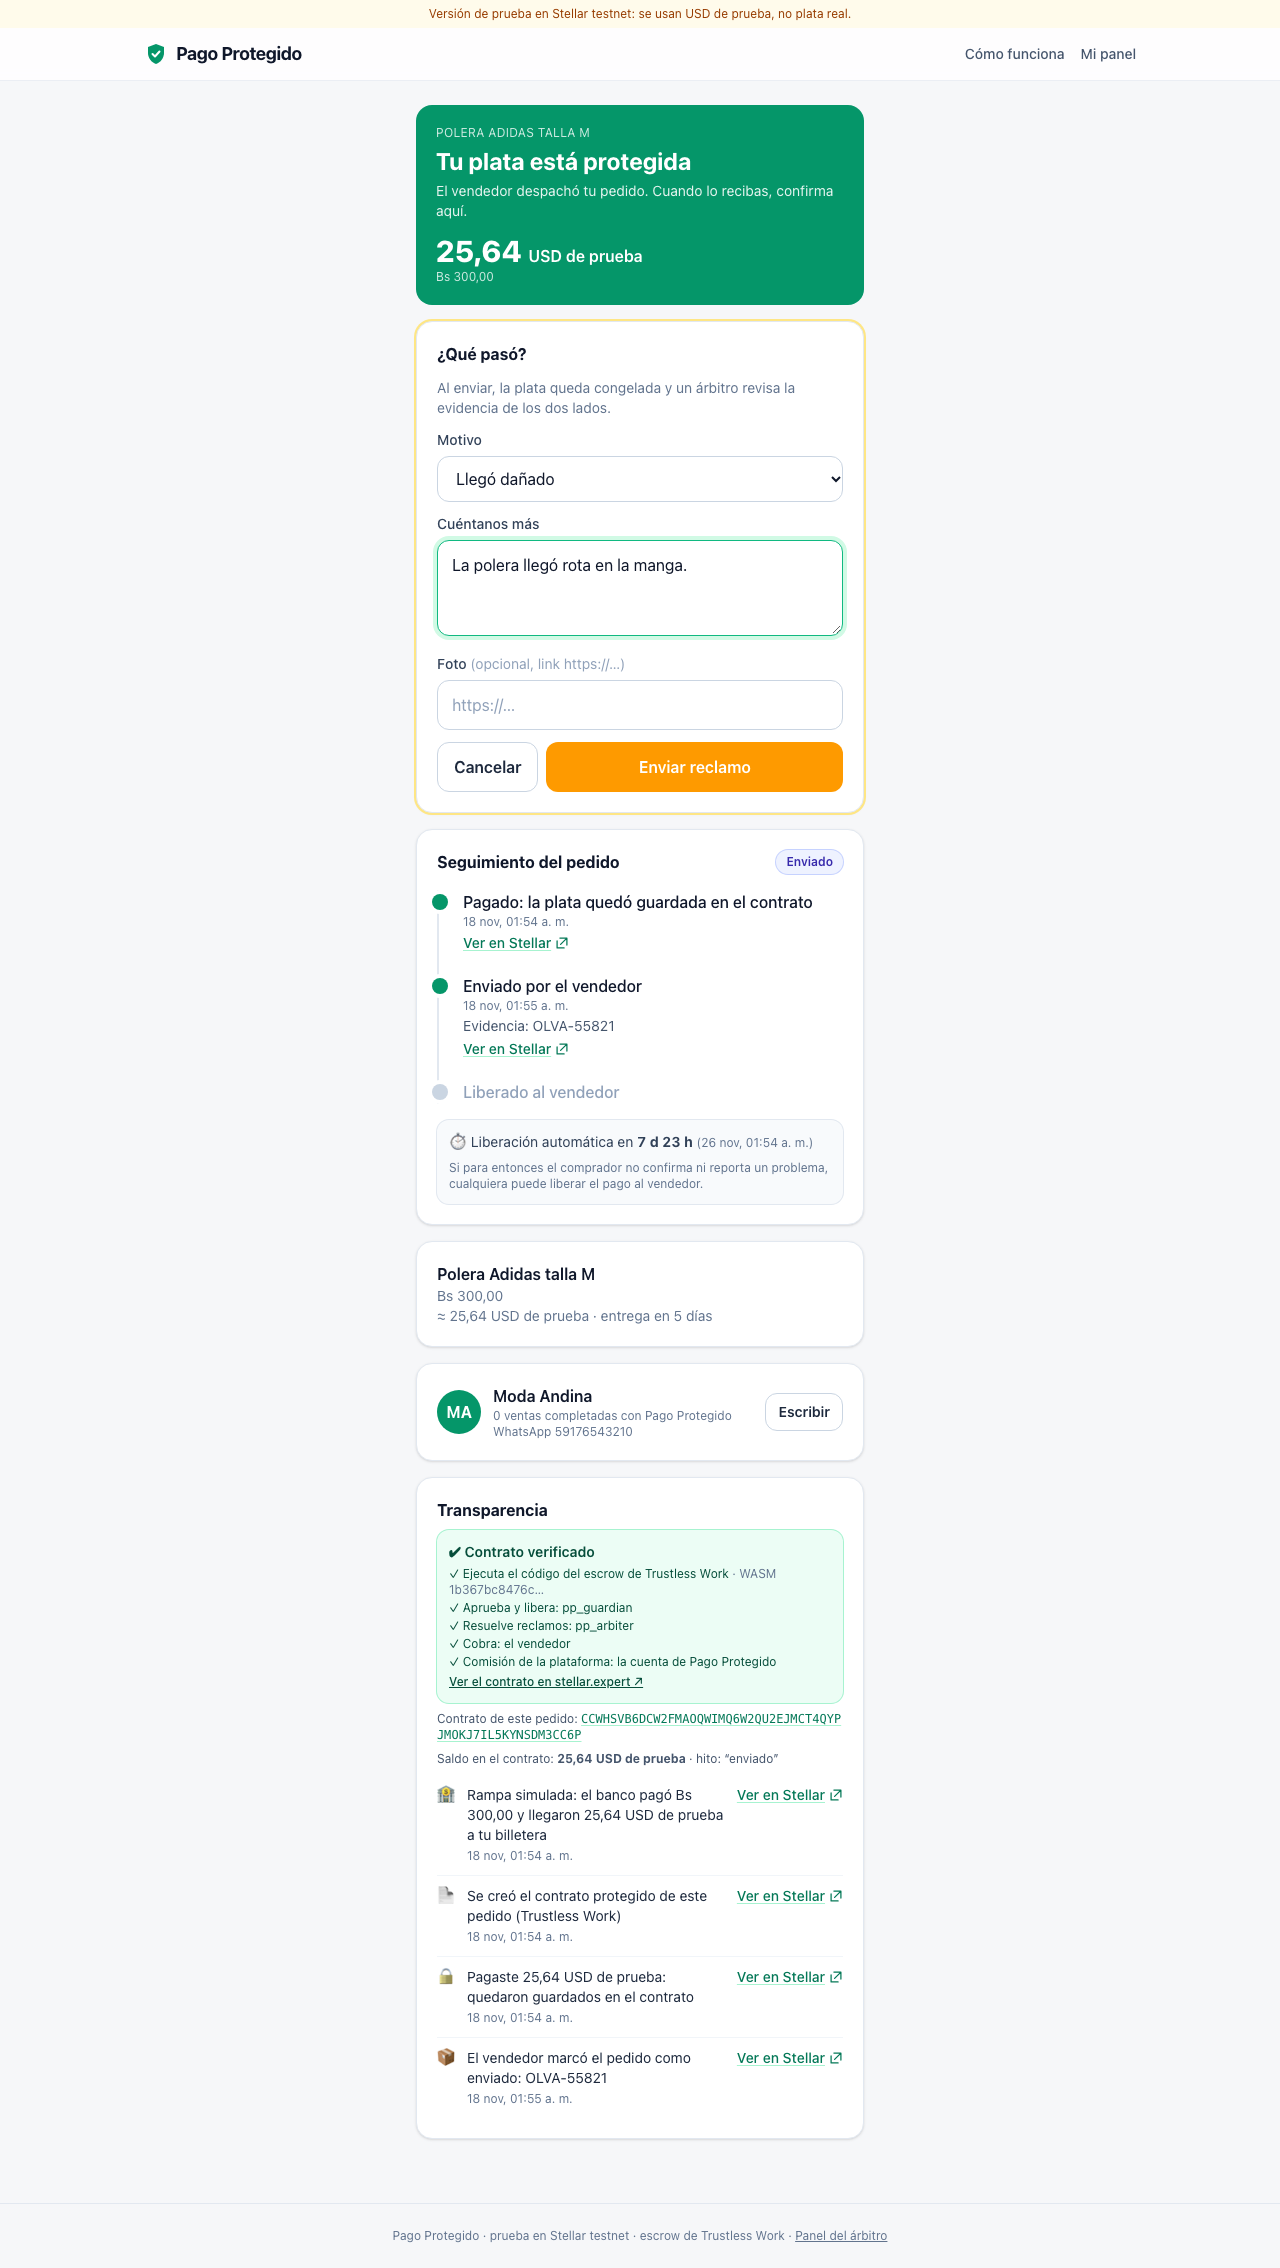 Versión de prueba en Stellar testnet: se usan USD de prueba, no plata real.
Pago Protegido
Cómo funciona
Mi panel
POLERA ADIDAS TALLA M
Tu plata está protegida
El vendedor despachó tu pedido. Cuando lo recibas, confirma
aquí.
25,64 USD de prueba
Bs 300,00
¿Qué pasó?
Al enviar, la plata queda congelada y un árbitro revisa la
evidencia de los dos lados.
Motivo
Llegó dañado
Cuéntanos más
La polera llegó rota en la manga.
Foto (opcional, link https://...)
https://...
Cancelar
Enviar reclamo
Seguimiento del pedido
Enviado
Pagado: la plata quedó guardada en el contrato
18 nov, 01:54 a. m.
Ver en Stellar
Enviado por el vendedor
18 nov, 01:55 a. m.
Evidencia: OLVA-55821
Ver en Stellar
Liberado al vendedor
⏱ Liberación automática en 7 d 23 h (26 nov, 01:54 a. m.)
Si para entonces el comprador no confirma ni reporta un problema,
cualquiera puede liberar el pago al vendedor.
Polera Adidas talla M
Bs 300,00
≈ 25,64 USD de prueba · entrega en 5 días
MA
Moda Andina
0 ventas completadas con Pago Protegido
WhatsApp 59176543210
Escribir
Transparencia
✔ Contrato verificado
✓ Ejecuta el código del escrow de Trustless Work · WASM
1b367bc8476c...
✓ Aprueba y libera: pp_guardian
✓ Resuelve reclamos: pp_arbiter
✓ Cobra: el vendedor
✓ Comisión de la plataforma: la cuenta de Pago Protegido
Ver el contrato en stellar.expert ↗
Contrato de este pedido: CCWHSVB6DCW2FMAOQWIMQ6W2QU2EJMCT4QYP
JMOKJ7IL5KYNSDM3CC6P
Saldo en el contrato: 25,64 USD de prueba · hito: “enviado”
Rampa simulada: el banco pagó Bs
300,00 y llegaron 25,64 USD de prueba
a tu billetera
18 nov, 01:54 a. m.
Ver en Stellar
Se creó el contrato protegido de este
pedido (Trustless Work)
18 nov, 01:54 a. m.
Ver en Stellar
Pagaste 25,64 USD de prueba:
quedaron guardados en el contrato
18 nov, 01:54 a. m.
Ver en Stellar
El vendedor marcó el pedido como
enviado: OLVA-55821
18 nov, 01:55 a. m.
Ver en Stellar
Pago Protegido · prueba en Stellar testnet · escrow de Trustless Work · Panel del árbitro